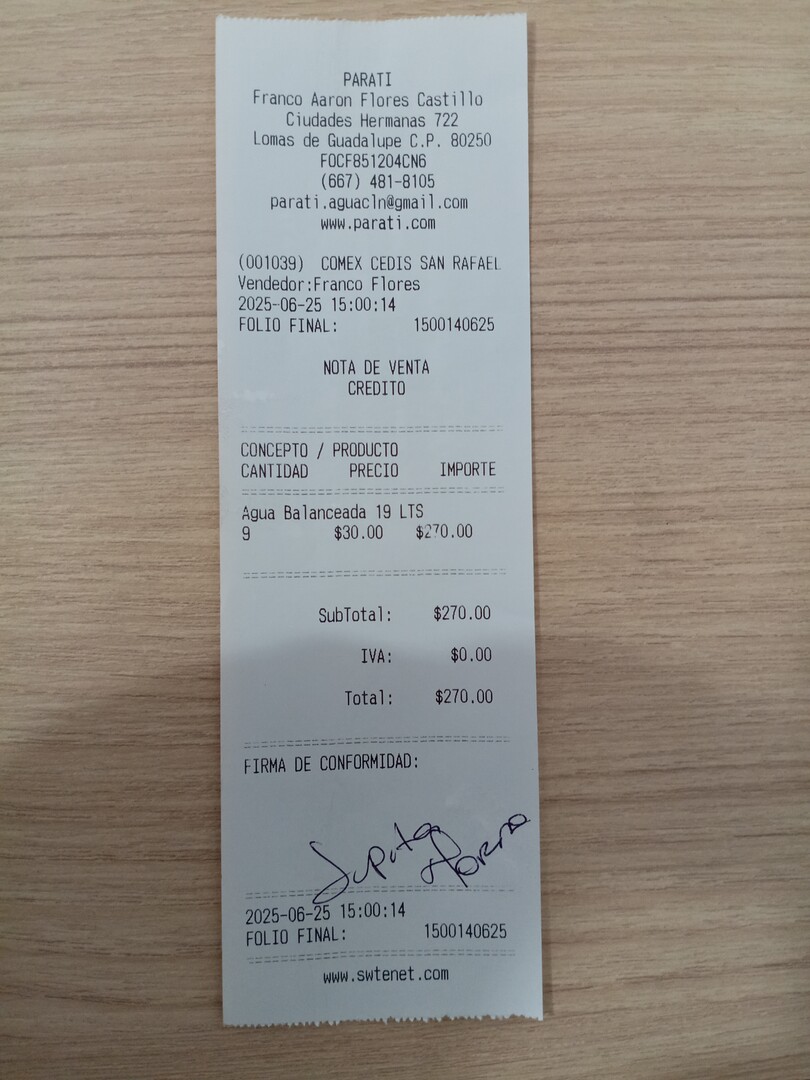 PARATI
Franco Aaron Flores Castillo
Ciudades Hermanas 722
Lomas de Guadalupe C.P. 80250
FOCF851204CN6
(667) 481-8105
parati.aguacln@gmail.com
www.parati.com
(001039) COMEX CEDIS SAN RAFAEL
Vendedor:Franco Flores
2025-06-25 15:00:14
FOLIO FINAL: 1500140625
NOTA DE VENTA
CREDITO
CONCEPTO / PRODUCTO
CANTIDAD PRECIO IMPORTE
Agua Balanceada 19 LTS
9 $30.00 $270.00
SubTotal: $270.00
IVA: $0.00
Total: $270.00
FIRMA DE CONFORMIDAD:
2025-06-25 15:00:14
FOLIO FINAL: 1500140625
www.swtenet.com